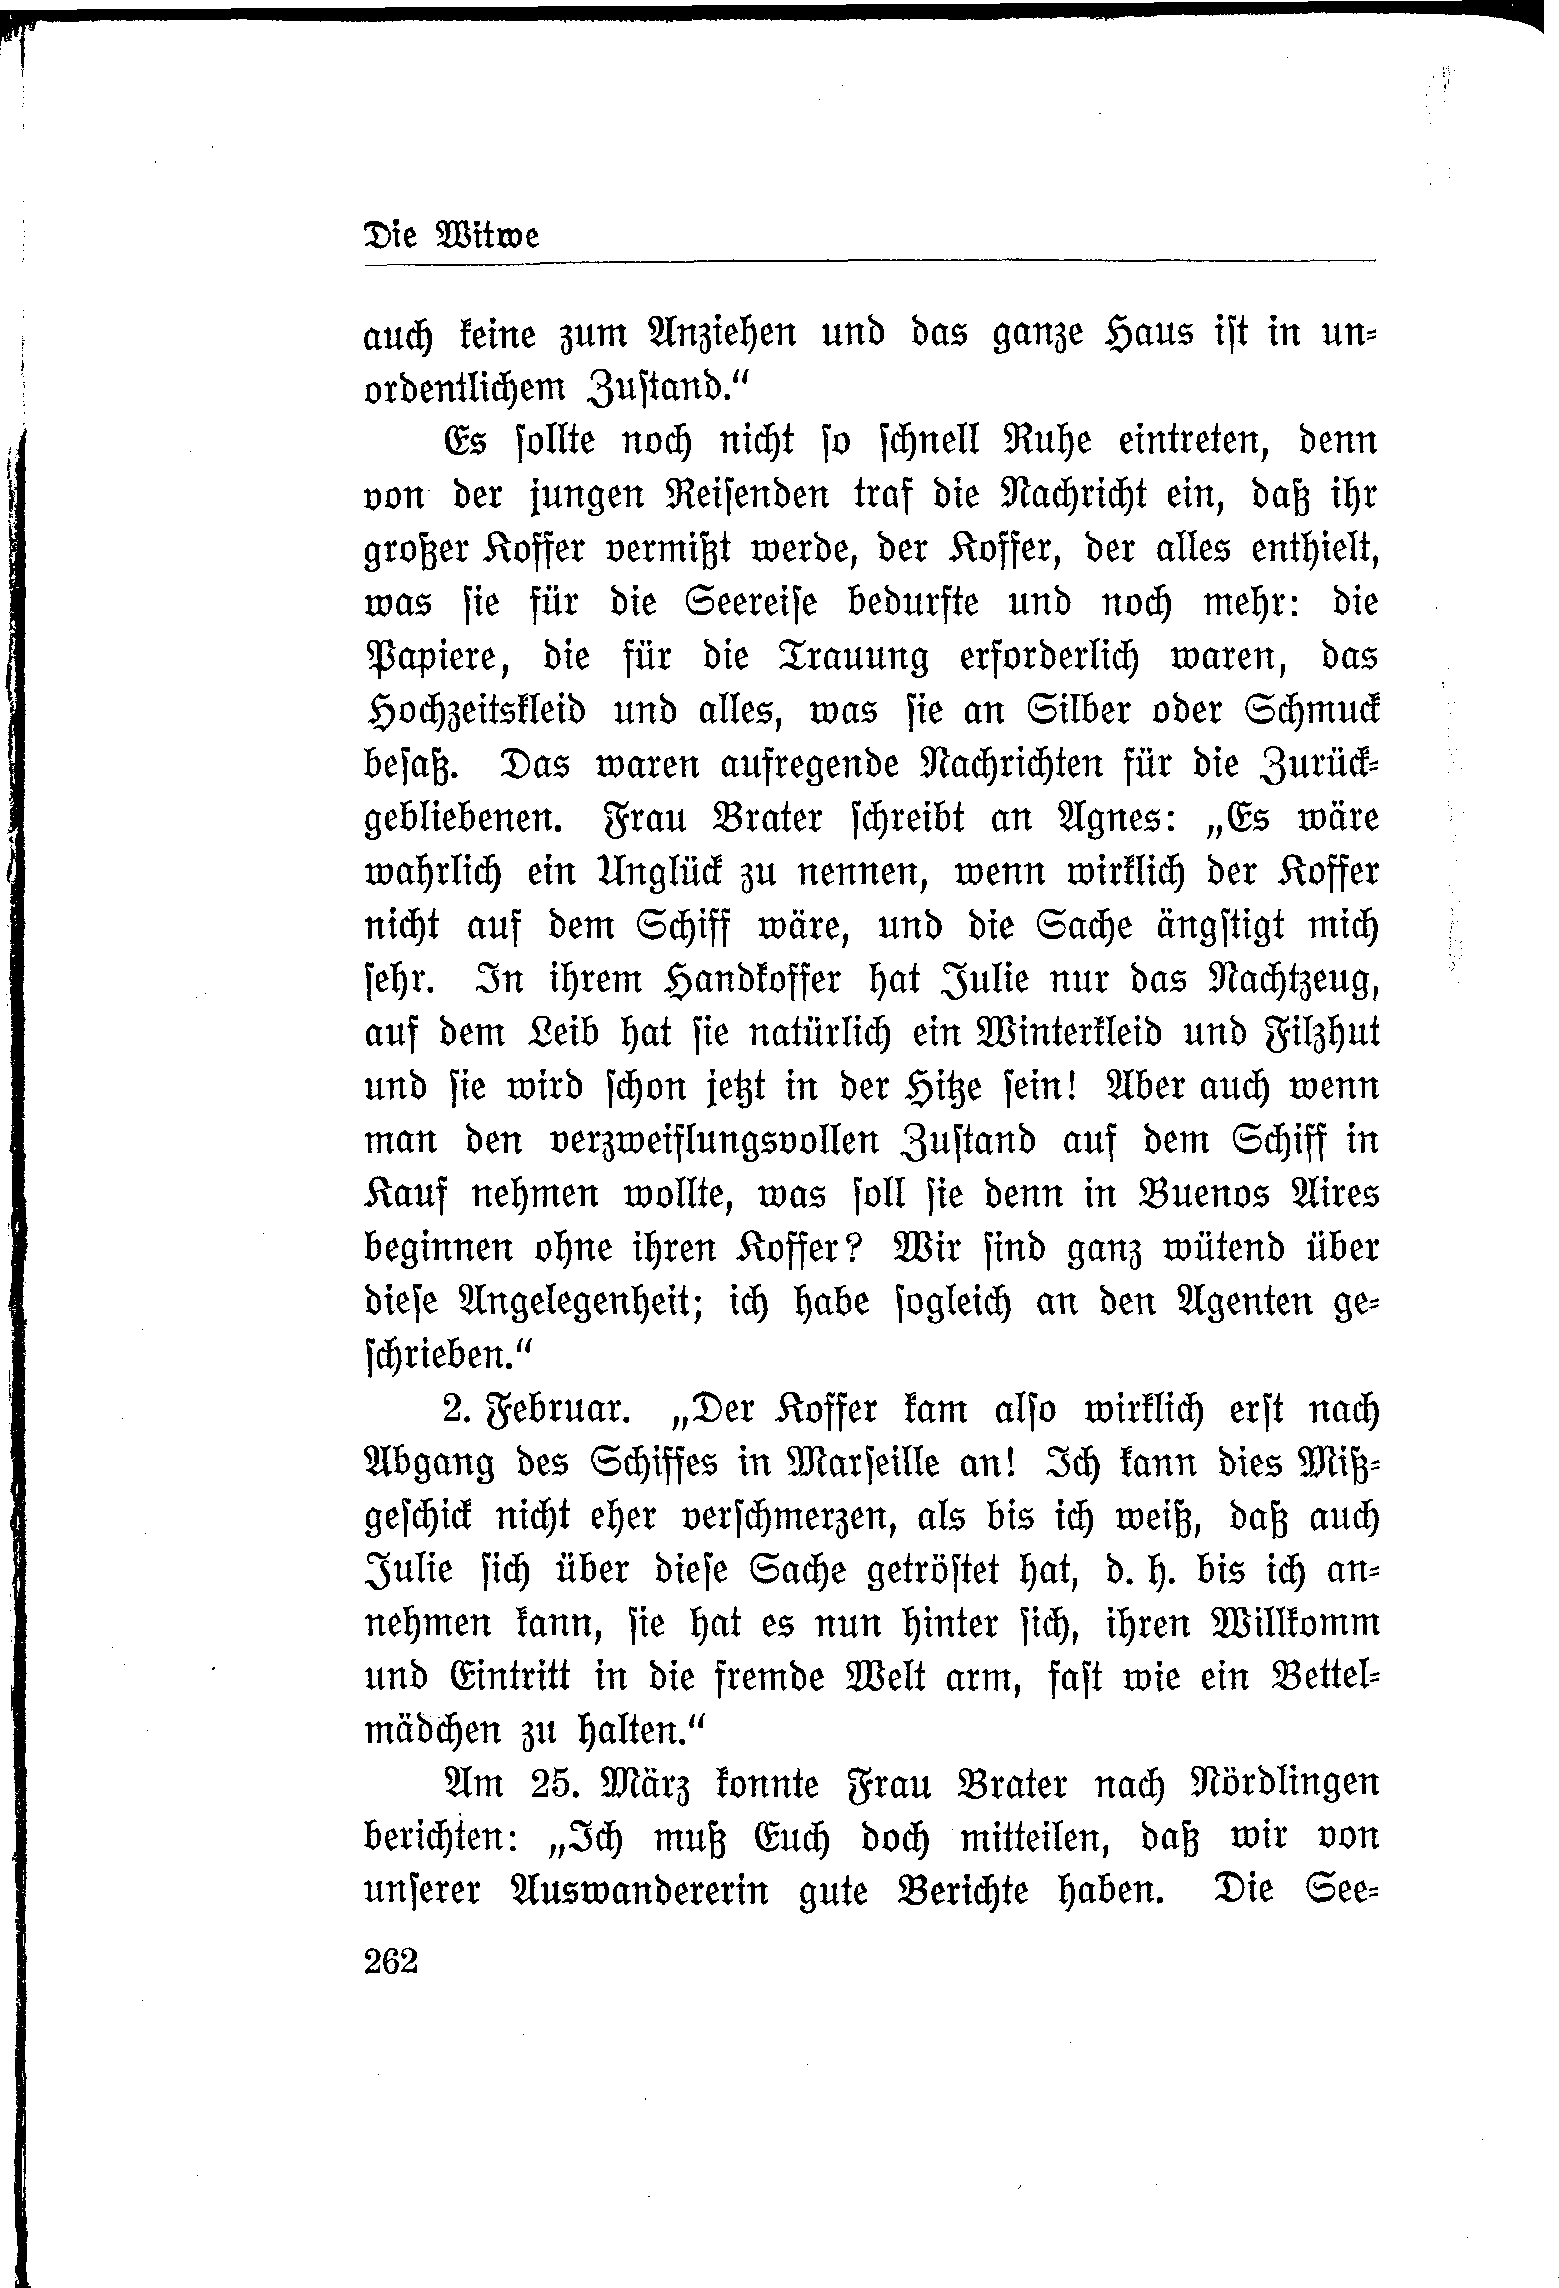 Die Witwe
auch keine zum Anziehen und das ganze Haus ist in un-
ordentlichem Zustand.“
Es sollte noch nicht so schnell Ruhe eintreten, denn
von der jungen Reisenden traf die Nachricht ein, daß ihr
großer Koffer vermißt werde, der Koffer, der alles enthielt,
was sie für die Seereise bedurfte und noch mehr: die
Papiere, die für die Trauung erforderlich waren, das
Hochzeitskleid und alles, was sie an Silber oder Schmuck
besaß. Das waren aufregende Nachrichten für die Zurück-
gebliebenen. Frau Brater schreibt an Agnes: „Es wäre
wahrlich ein Unglück zu nennen, wenn wirklich der Koffer
nicht auf dem Schiff wäre, und die Sache ängstigt mich
sehr. In ihrem Handkoffer hat Julie nur das Nachtzeug,
auf dem Leib hat sie natürlich ein Winterkleid und Filzhut
und sie wird schon jetzt in der Hitze sein! Aber auch wenn
man den verzweiflungsvollen Zustand auf dem Schiff in
Kauf nehmen wollte, was soll sie denn in Buenos Aires
beginnen ohne ihren Koffer? Wir sind ganz wütend über
diese Angelegenheit; ich habe sogleich an den Agenten ge-
schrieben.“
2. Februar. „Der Koffer kam also wirklich erst nach
Abgang des Schiffes in Marseille an! Ich kann dies Miß-
geschick nicht eher verschmerzen, als bis ich weiß, daß auch
Julie sich über diese Sache getröstet hat, d. h. bis ich an-
nehmen kann, sie hat es nun hinter sich, ihren Willkomm
und Eintritt in die fremde Welt arm, fast wie ein Bettel-
mädchen zu halten.“
Am 25. März konnte Frau Brater nach Nördlingen
berichten: „Ich muß Euch doch mitteilen, daß wir von
unserer Auswandererin gute Berichte haben. Die See-
262